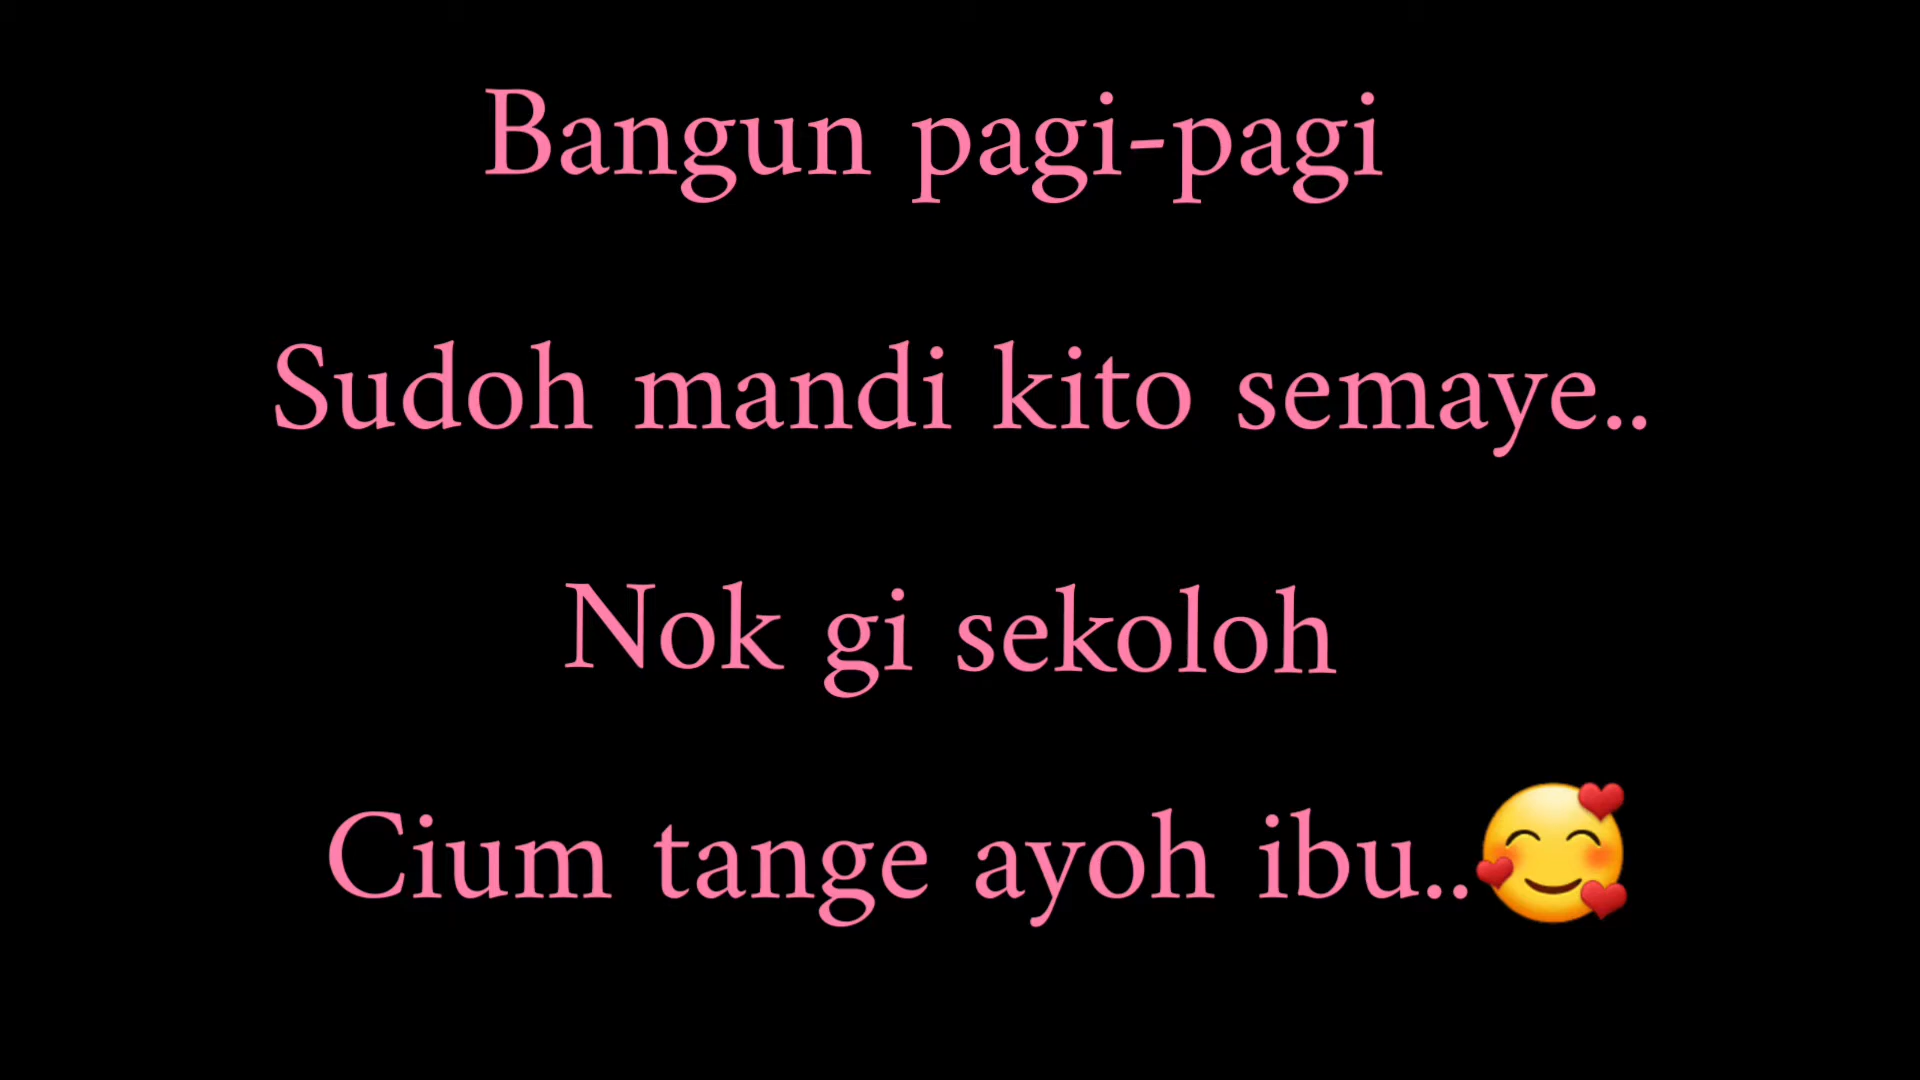 Bangun pagi-pagi
Sudoh mandi kito semaye..
Nok gi sekoloh
Cium tange ayoh ibu..🥰